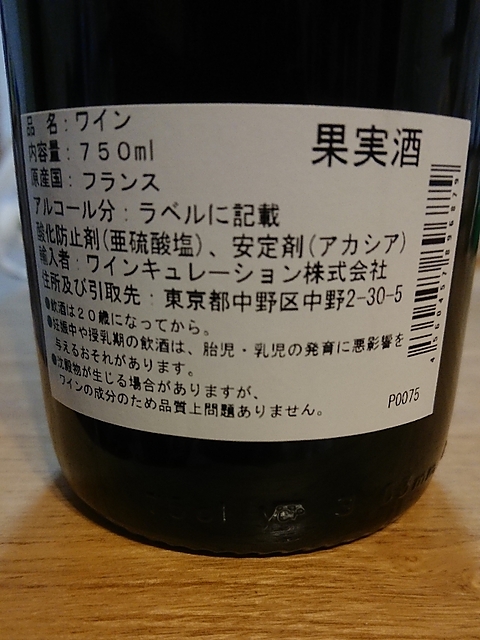 品 名：ワイン
果実酒
内容量：750ml
原産国：フランス
アルコール分：ラベルに記載
酸化防止剤(亜硫酸塩)、安定剤(アカシア)
輸入者：ワインキュレーション株式会社
住所及び引取先：東京都中野区中野2-30-5
●飲酒は20歳になってから。
●妊娠中や授乳期の飲酒は、胎児・乳児の発育に悪影響を
与えるおそれがあります。
●沈殿物が生じる場合がありますが、
ワインの成分のため品質上問題ありません。
P0075